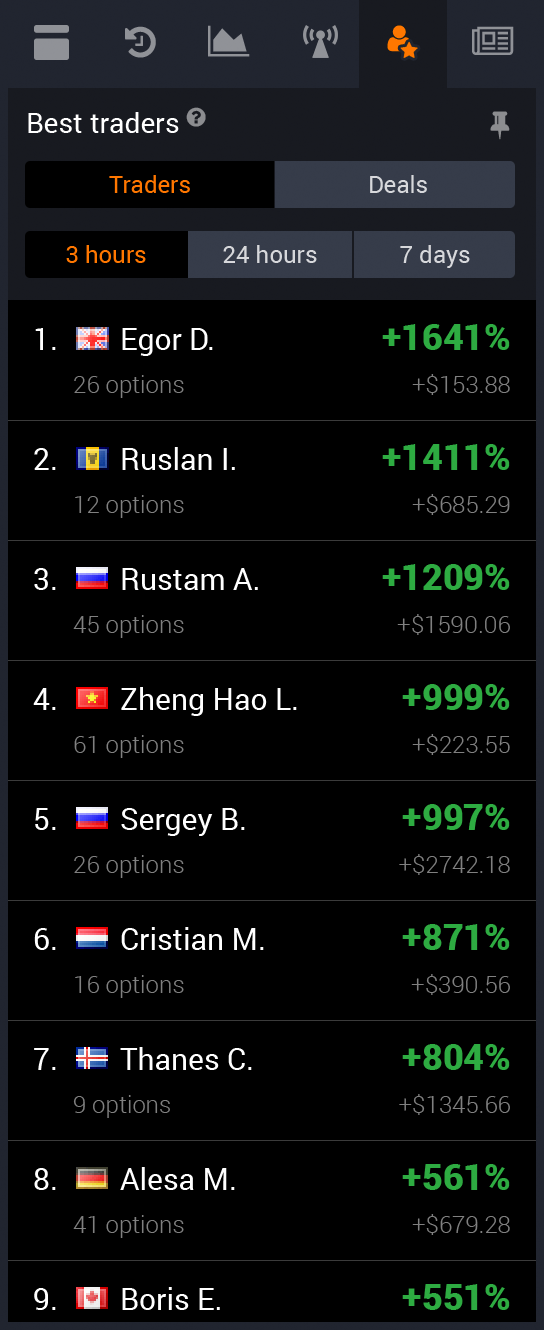 Best traders ?
Traders Deals
3 hours 24 hours 7 days
1. Egor D. +1641%
26 options +$153.88
2. Ruslan I. +1411%
12 options +$685.29
3. Rustam A. +1209%
45 options +$1590.06
4. Zheng Hao L. +999%
61 options +$223.55
5. Sergey B. +997%
26 options +$2742.18
6. Cristian M. +871%
16 options +$390.56
7. Thanes C. +804%
9 options +$1345.66
8. Alesa M. +561%
41 options +$679.28
9. Boris E. +551%